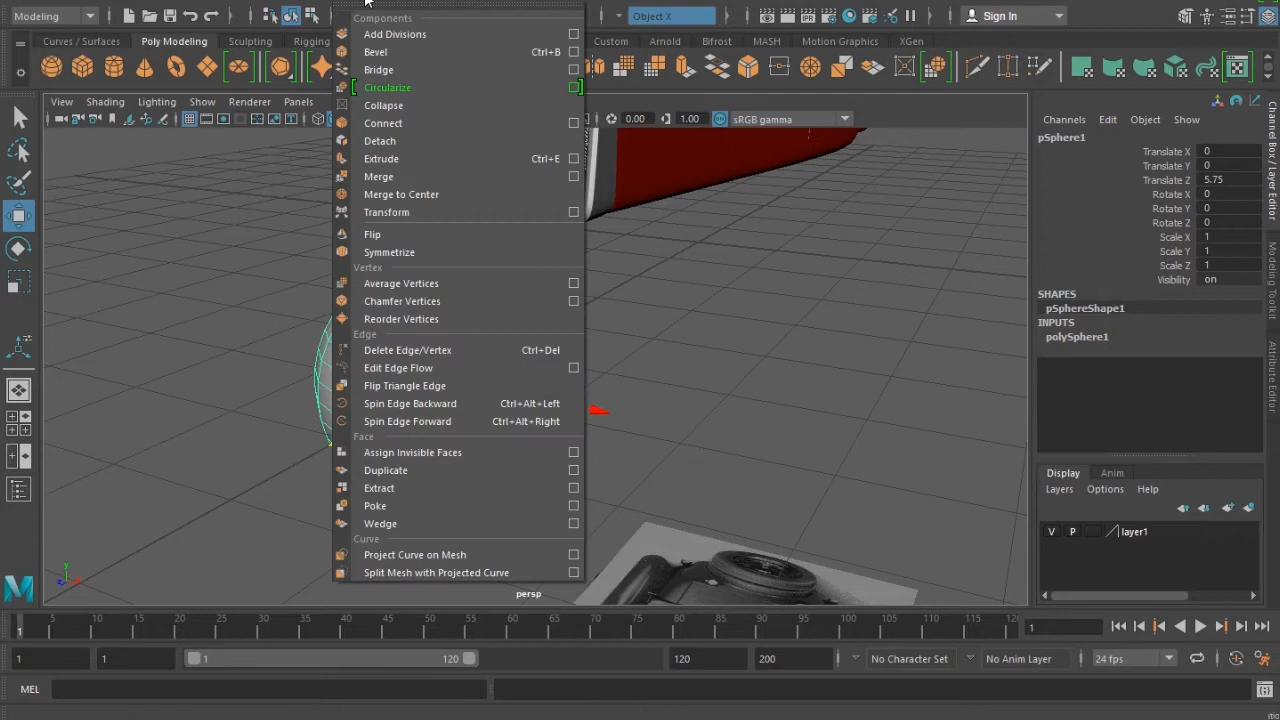 Modeling
Object X
Sign In
Curves / Surfaces
Poly Modeling
Sculpting
Rigging
Custom
Arnold
Bifrost
MASH
Motion Graphics
XGen
Components
Add Divisions
Bevel Ctrl+B
Bridge
Circularize
Collapse
Connect
Detach
Extrude Ctrl+E
Merge
Merge to Center
Transform
Flip
Symmetrize
Vertex
Average Vertices
Chamfer Vertices
Reorder Vertices
Edge
Delete Edge/Vertex Ctrl+Del
Edit Edge Flow
Flip Triangle Edge
Spin Edge Backward Ctrl+Alt+Left
Spin Edge Forward Ctrl+Alt+Right
Face
Assign Invisible Faces
Duplicate
Extract
Poke
Wedge
Curve
Project Curve on Mesh
Split Mesh with Projected Curve
View Shading Lighting Show Renderer Panels
0.00 1.00 sRGB gamma
persp
y
z x
Channels Edit Object Show
pSphere1
Translate X 0
Translate Y 0
Translate Z 5.75
Rotate X 0
Rotate Y 0
Rotate Z 0
Scale X 1
Scale Y 1
Scale Z 1
Visibility on
SHAPES
pSphereShape1
INPUTS
polySphere1
Channel Box / Layer Editor
Modeling Toolkit
Attribute Editor
Display Anim
Layers Options Help
V P layer1
1 5 10 15 20 25 30 35 40 45 50 55 60 65 70 75 80 85 90 95 100 105 110 115 12
1
1 1 1 120 120 200 No Character Set No Anim Layer 24 fps
MEL